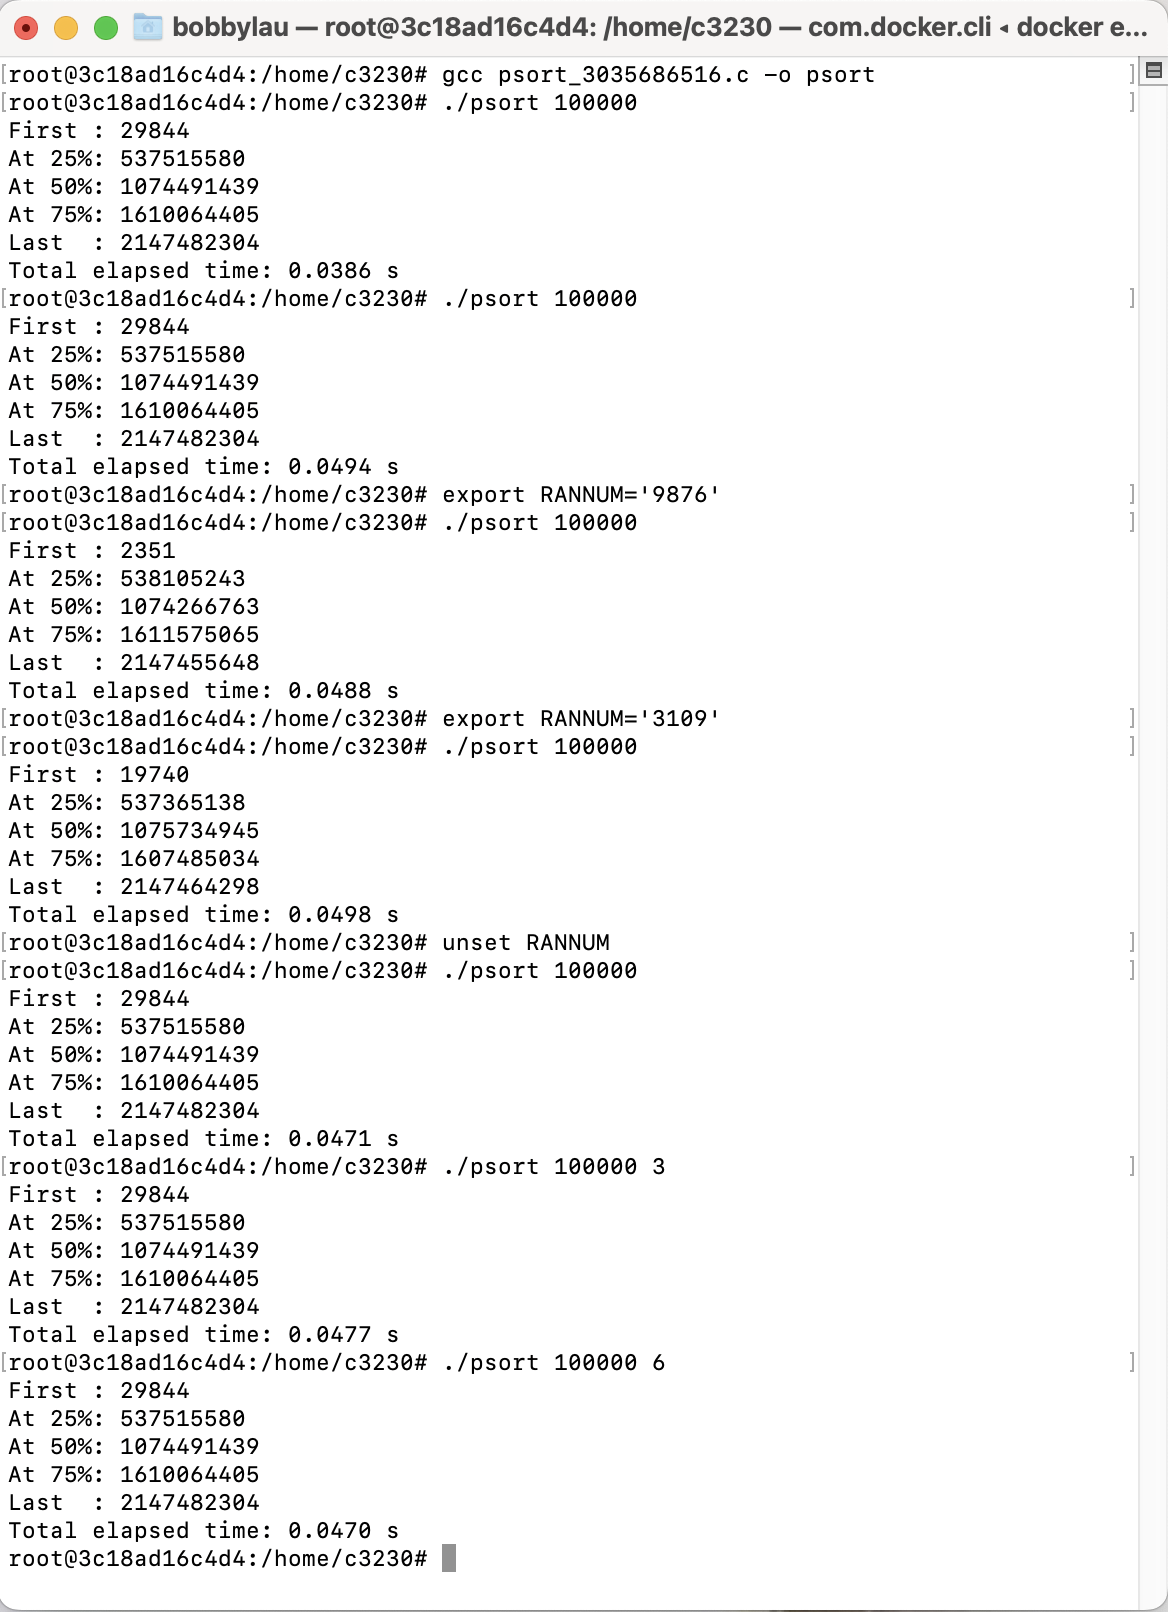 bobbylau — root@3c18ad16c4d4: /home/c3230 — com.docker.cli ◂ docker e...
[root@3c18ad16c4d4:/home/c3230# gcc psort_3035686516.c -o psort ]
[root@3c18ad16c4d4:/home/c3230# ./psort 100000 ]
First : 29844
At 25%: 537515580
At 50%: 1074491439
At 75%: 1610064405
Last  : 2147482304
Total elapsed time: 0.0386 s
[root@3c18ad16c4d4:/home/c3230# ./psort 100000 ]
First : 29844
At 25%: 537515580
At 50%: 1074491439
At 75%: 1610064405
Last  : 2147482304
Total elapsed time: 0.0494 s
[root@3c18ad16c4d4:/home/c3230# export RANNUM='9876' ]
[root@3c18ad16c4d4:/home/c3230# ./psort 100000 ]
First : 2351
At 25%: 538105243
At 50%: 1074266763
At 75%: 1611575065
Last  : 2147455648
Total elapsed time: 0.0488 s
[root@3c18ad16c4d4:/home/c3230# export RANNUM='3109' ]
[root@3c18ad16c4d4:/home/c3230# ./psort 100000 ]
First : 19740
At 25%: 537365138
At 50%: 1075734945
At 75%: 1607485034
Last  : 2147464298
Total elapsed time: 0.0498 s
[root@3c18ad16c4d4:/home/c3230# unset RANNUM ]
[root@3c18ad16c4d4:/home/c3230# ./psort 100000 ]
First : 29844
At 25%: 537515580
At 50%: 1074491439
At 75%: 1610064405
Last  : 2147482304
Total elapsed time: 0.0471 s
[root@3c18ad16c4d4:/home/c3230# ./psort 100000 3 ]
First : 29844
At 25%: 537515580
At 50%: 1074491439
At 75%: 1610064405
Last  : 2147482304
Total elapsed time: 0.0477 s
[root@3c18ad16c4d4:/home/c3230# ./psort 100000 6 ]
First : 29844
At 25%: 537515580
At 50%: 1074491439
At 75%: 1610064405
Last  : 2147482304
Total elapsed time: 0.0470 s
root@3c18ad16c4d4:/home/c3230#